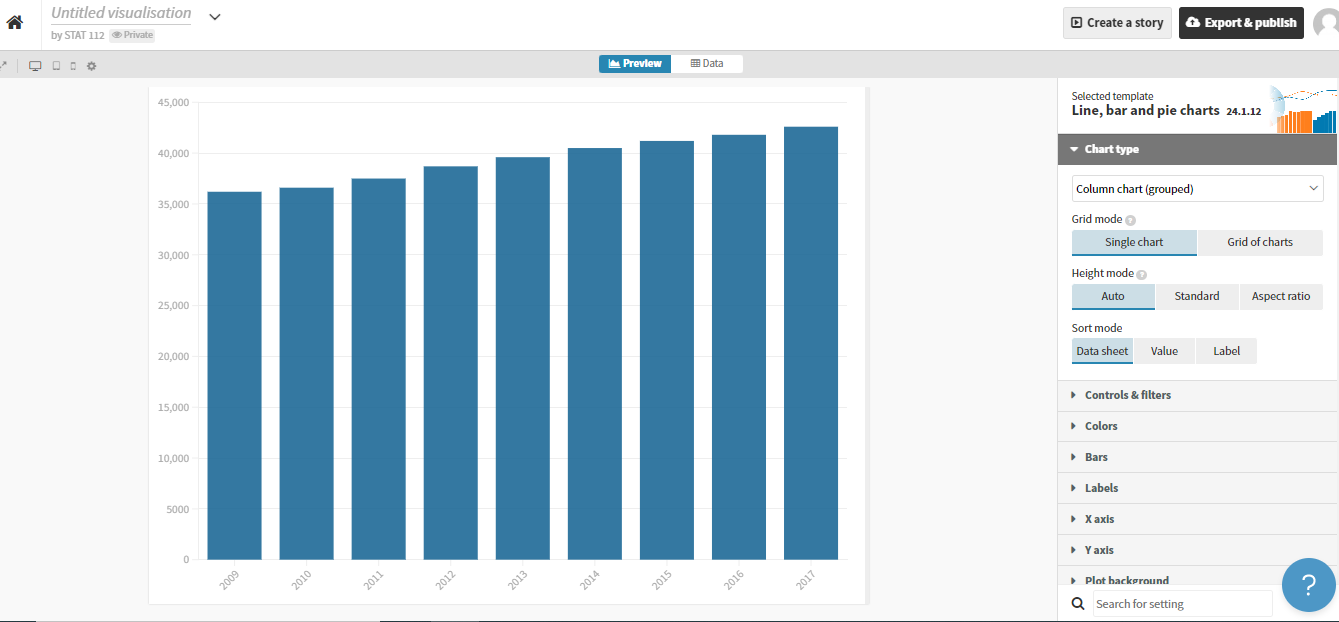 Untitled visualisation
by STAT 112 Private
Create a story
Export & publish
Preview
Data
45,000
40,000
35,000
30,000
25,000
20,000
15,000
10,000
5000
0
2009 2010 2011 2012 2013 2014 2015 2016 2017
Selected template
Line, bar and pie charts 24.1.12
Chart type
Column chart (grouped)
Grid mode ?
Single chart Grid of charts
Height mode ?
Auto Standard Aspect ratio
Sort mode
Data sheet Value Label
Controls & filters
Colors
Bars
Labels
X axis
Y axis
Plot background
Search for setting
?